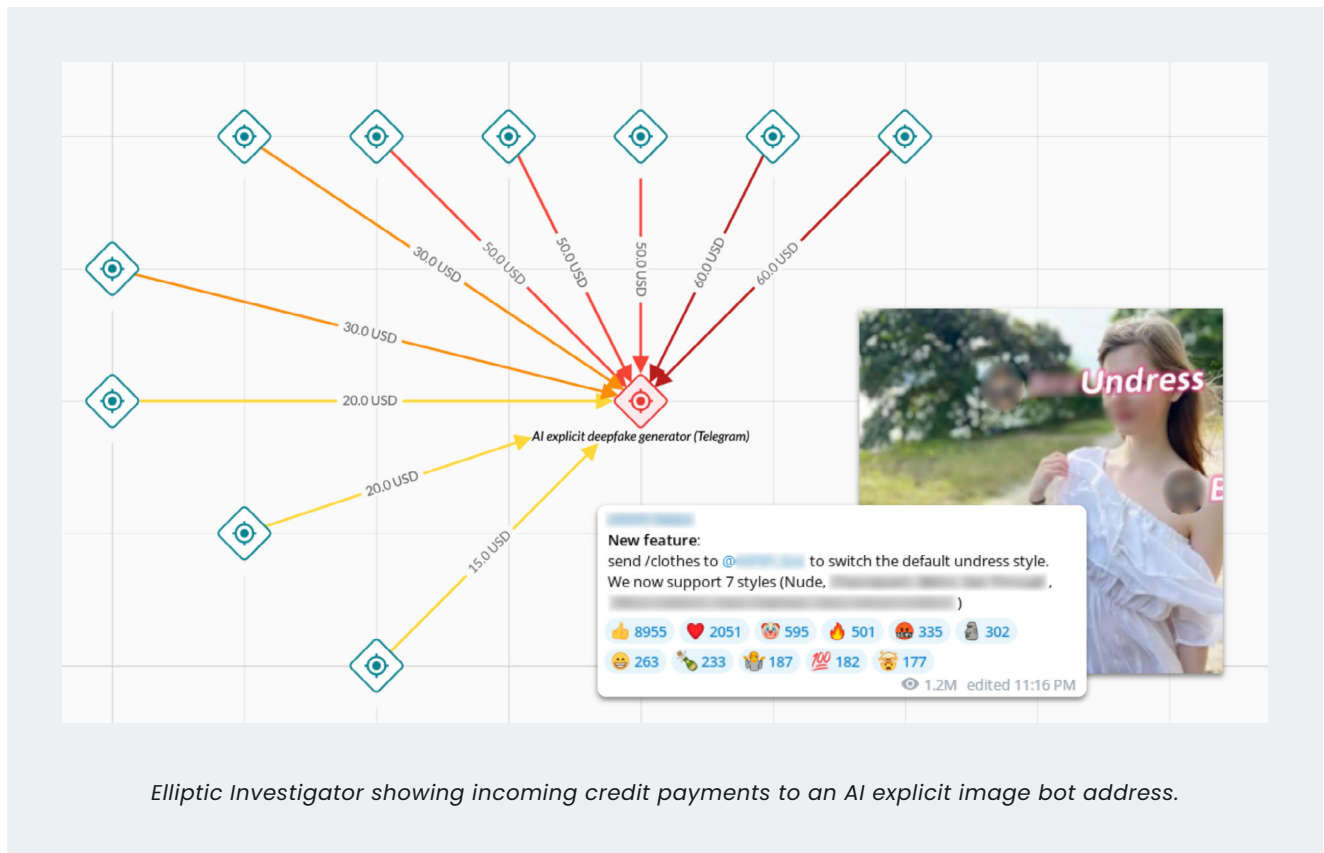 30.0 USD
50.0 USD
50.0 USD
50.0 USD
60.0 USD
60.0 USD
30.0 USD
20.0 USD
AI explicit deepfake generator (Telegram)
20.0 USD
15.0 USD
Undress
New feature:
send /clothes to @ to switch the default undress style.
We now support 7 styles (Nude, ,
)
8955 2051 595 501 335 302
263 233 187 100 182 177
1.2M edited 11:16 PM
Elliptic Investigator showing incoming credit payments to an AI explicit image bot address.